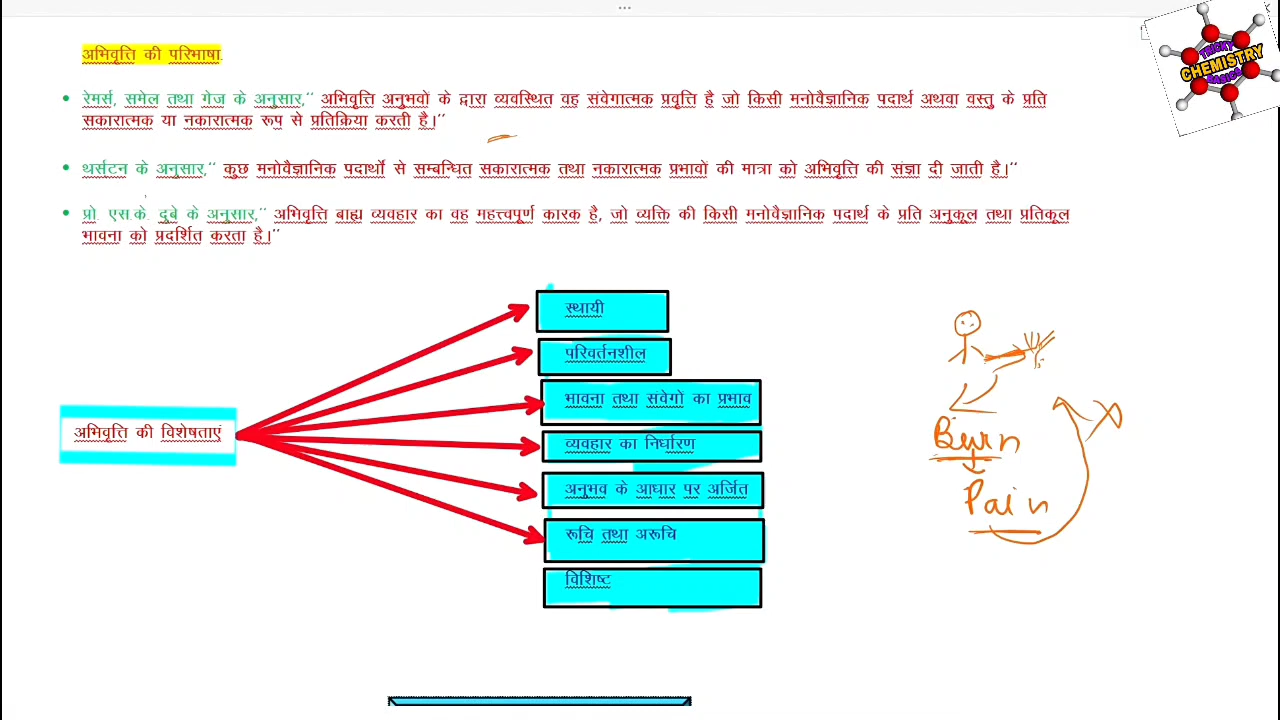 अभिवृत्ति की परिभाषा.
• रेमर्स, समेल तथा गेज के अनुसार,‘‘ अभिवृत्ति अनुभवों के द्वारा व्यवस्थित वह संवेगात्मक प्रवृत्ति है जो किसी मनोवैज्ञानिक पदार्थ अथवा वस्तु के प्रति
सकारात्मक या नकारात्मक रूप से प्रतिक्रिया करती है।‘‘
• थर्सटन के अनुसार,‘‘ कुछ मनोवैज्ञानिक पदार्थो से सम्बन्धित सकारात्मक तथा नकारात्मक प्रभावों की मात्रा को अभिवृत्ति की संज्ञा दी जाती है।‘‘
• प्रो. एस.के. दुबे के अनुसार,‘‘ अभिवृत्ति बाह्य व्यवहार का वह महत्त्वपूर्ण कारक है, जो व्यक्ति की किसी मनोवैज्ञानिक पदार्थ के प्रति अनुकूल तथा प्रतिकूल
भावना को प्रदर्शित करता है।‘‘
अभिवृत्ति की विशेषताएं
स्थायी
परिवर्तनशील
भावना तथा संवेगो का प्रभाव
व्यवहार का निर्धारण
अनुभव के आधार पर अर्जित
रूचि तथा अरूचि
विशिष्ट
Burn
Pain
TRICKY
CHEMISTRY
BASICS